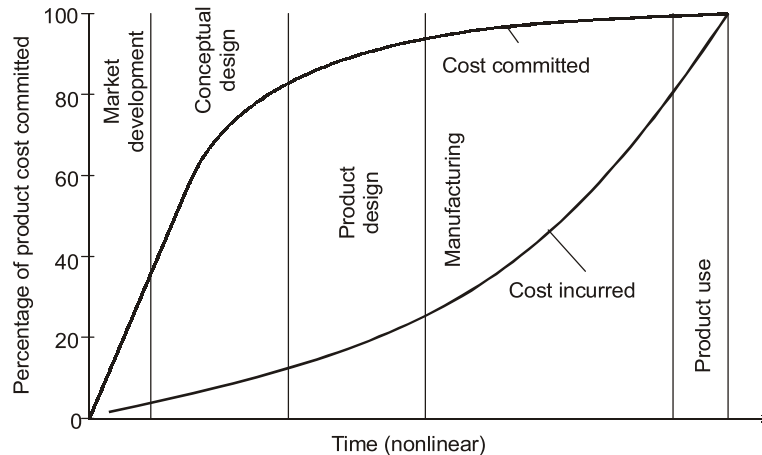 Percentage of product cost committed
100
80
60
40
20
0
Market
development
Conceptual
design
Product
design
Manufacturing
Product use
Cost committed
Cost incurred
Time (nonlinear)